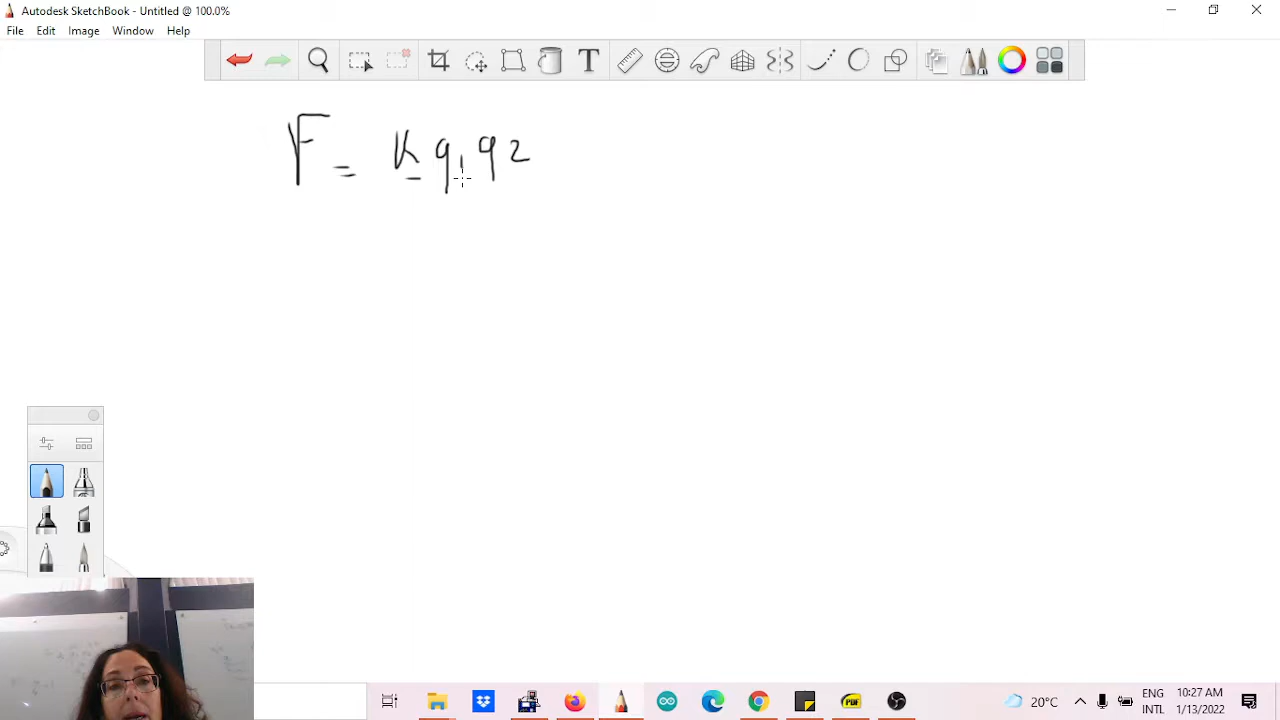 Autodesk SketchBook - Untitled @ 100.0%
File Edit Image Window Help
T
F = K q1 q2
PDF
20°C ENG 10:27 AM
INTL 1/13/2022